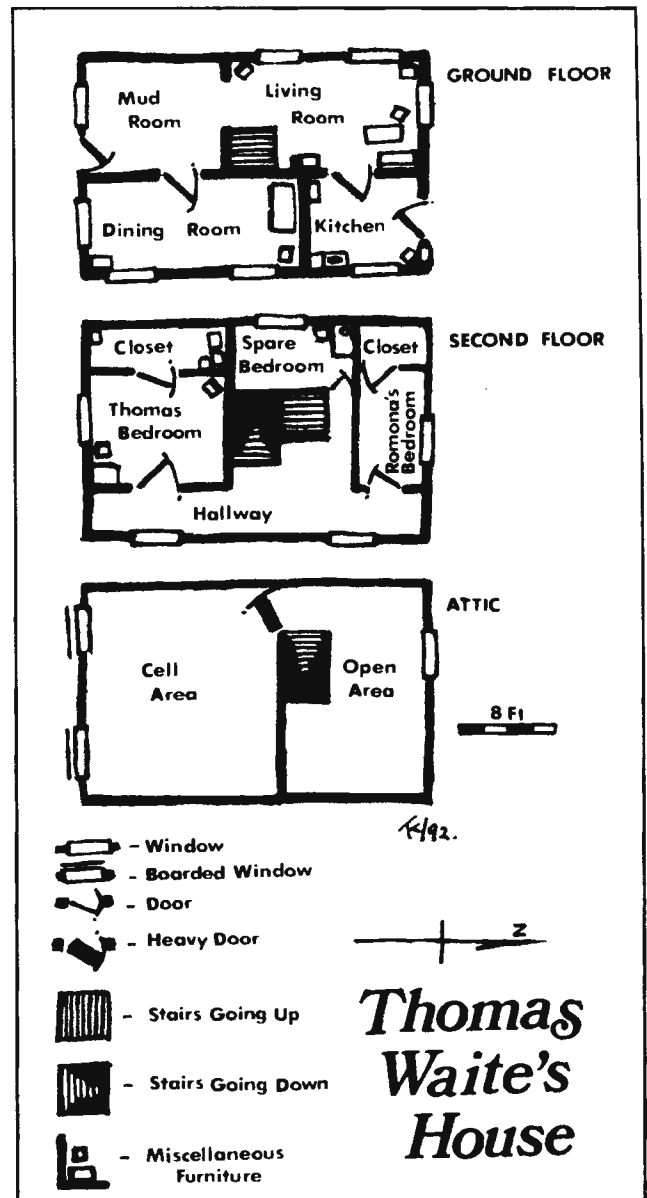 GROUND FLOOR
Mud
Room
Living
Room
Dining Room
Kitchen
SECOND FLOOR
Closet
Spare
Bedroom
Closet
Thomas
Bedroom
Romona's
Bedroom
Hallway
ATTIC
Cell
Area
Open
Area
8 Ft
- Window
- Boarded Window
- Door
- Heavy Door
N
- Stairs Going Up
- Stairs Going Down
- Miscellaneous
Furniture
Thomas
Waite's
House